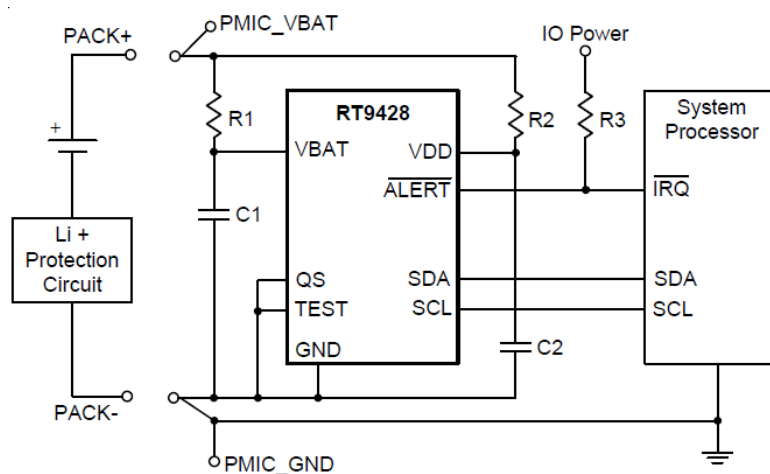 PMIC_VBAT
PACK+
IO Power
R1
RT9428
R2
R3
System
Processor
+
VBAT
VDD
ALERT
IRQ
C1
Li +
Protection
Circuit
QS
SDA
SDA
TEST
SCL
SCL
GND
C2
PACK-
PMIC_GND